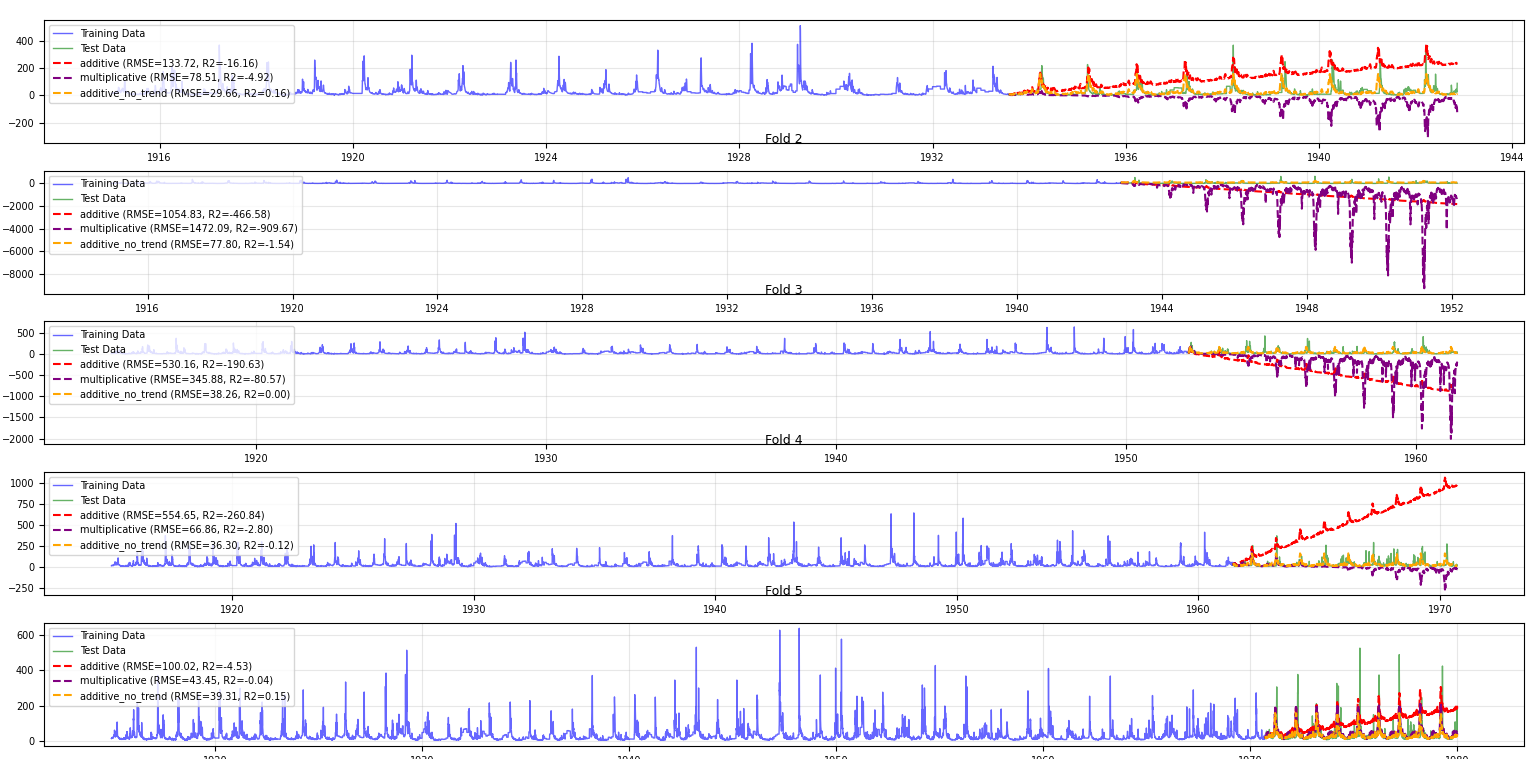 400
200
0
−200
Training Data
Test Data
additive (RMSE=133.72, R2=-16.16)
multiplicative (RMSE=78.51, R2=-4.92)
additive_no_trend (RMSE=29.66, R2=0.16)
1916 1920 1924 1928 1932 1936 1940 1944
Fold 2
0
−2000
−4000
−6000
−8000
Training Data
Test Data
additive (RMSE=1054.83, R2=-466.58)
multiplicative (RMSE=1472.09, R2=-909.67)
additive_no_trend (RMSE=77.80, R2=-1.54)
1916 1920 1924 1928 1932 1936 1940 1944 1948 1952
Fold 3
500
0
−500
−1000
−1500
−2000
Training Data
Test Data
additive (RMSE=530.16, R2=-190.63)
multiplicative (RMSE=345.88, R2=-80.57)
additive_no_trend (RMSE=38.26, R2=0.00)
1920 1930 1940 1950 1960
Fold 4
1000
750
500
250
0
−250
Training Data
Test Data
additive (RMSE=554.65, R2=-260.84)
multiplicative (RMSE=66.86, R2=-2.80)
additive_no_trend (RMSE=36.30, R2=-0.12)
1920 1930 1940 1950 1960 1970
Fold 5
600
400
200
0
Training Data
Test Data
additive (RMSE=100.02, R2=-4.53)
multiplicative (RMSE=43.45, R2=-0.04)
additive_no_trend (RMSE=39.31, R2=0.15)